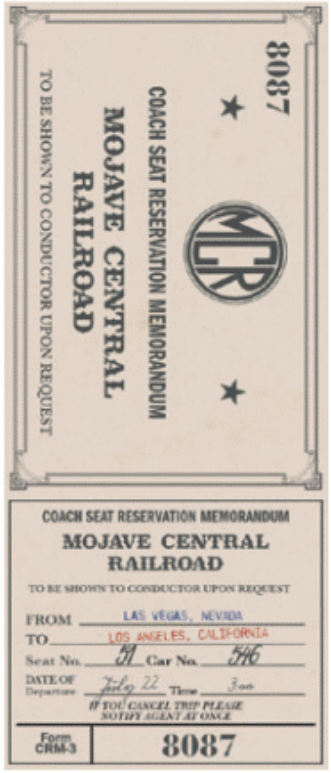 8087
MCR
COACH SEAT RESERVATION MEMORANDUM
MOJAVE CENTRAL
RAILROAD
TO BE SHOWN TO CONDUCTOR UPON REQUEST
COACH SEAT RESERVATION MEMORANDUM
MOJAVE CENTRAL
RAILROAD
TO BE SHOWN TO CONDUCTOR UPON REQUEST
FROM LAS VEGAS, NEVADA
TO LOS ANGELES, CALIFORNIA
Seat No. 51 Car No. 546
DATE OF
Departure July 22 Time 3 00
IF YOU CANCEL TRIP PLEASE
NOTIFY AGENT AT ONCE
Form
CRM-3
8087